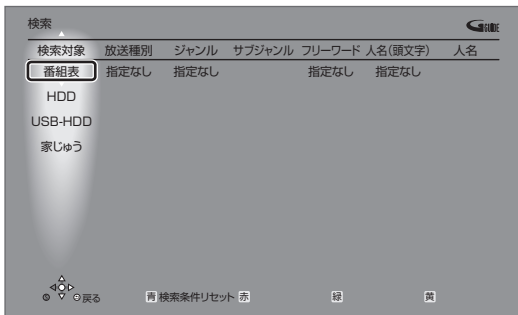 検索
GGUIDE
検索対象 放送種別 ジャンル サブジャンル フリーワード 人名(頭文字) 人名
番組表 指定なし 指定なし 指定なし 指定なし
HDD
USB-HDD
家じゅう
戻る 青 検索条件リセット 赤 緑 黄